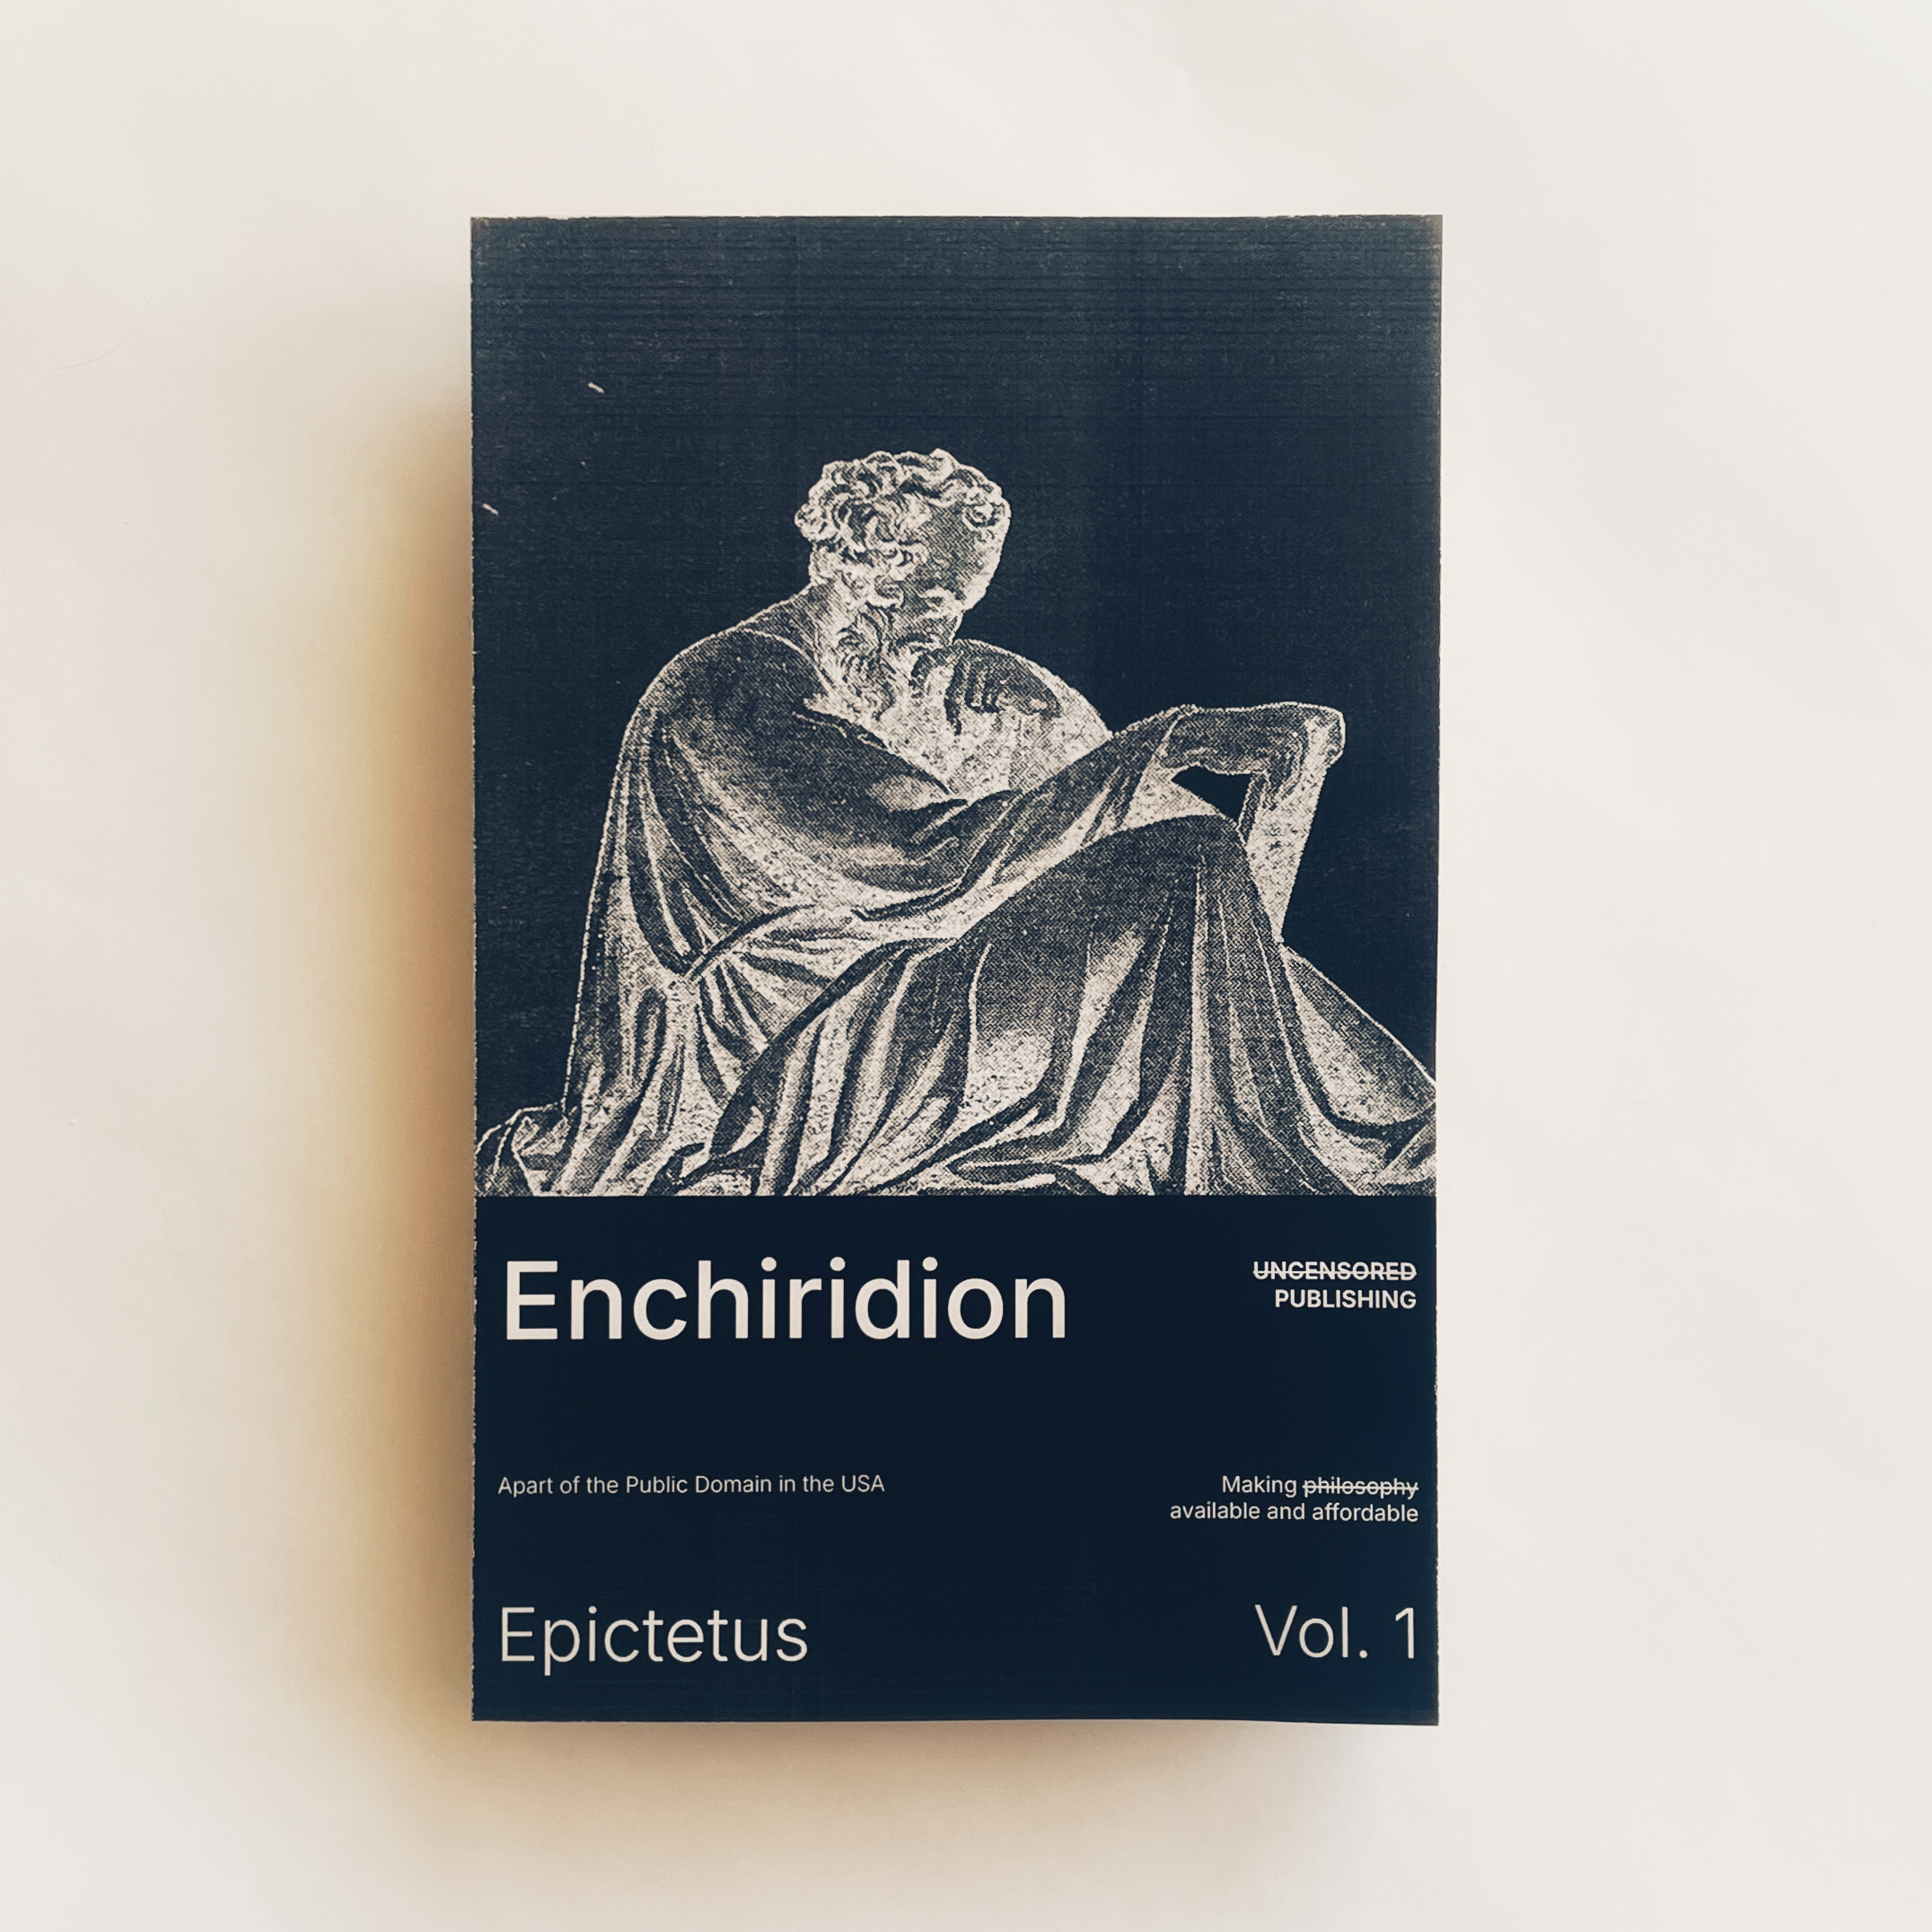 Enchiridion
UNCENSORED
PUBLISHING
Apart of the Public Domain in the USA
Making philosophy
available and affordable
Epictetus
Vol. 1